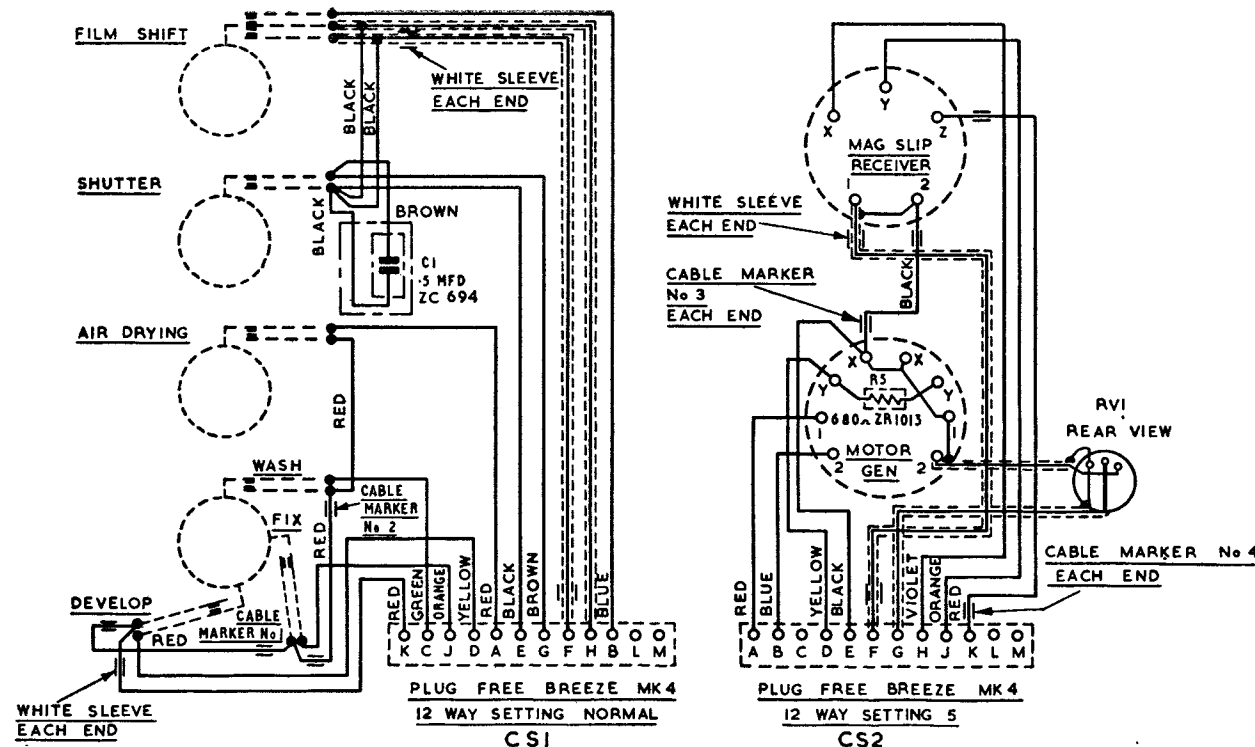 FILM SHIFT
WHITE SLEEVE
EACH END
BLACK
BLACK
SHUTTER
BLACK
BROWN
C1
.5 MFD
ZC 694
AIR DRYING
RED
WASH
CABLE
MARKER
No 2
FIX
RED
DEVELOP
RED
CABLE
MARKER No 1
WHITE SLEEVE
EACH END
RED
GREEN
ORANGE
YELLOW
RED
BLACK
BROWN
BLUE
K C J D A E G F H B L M
PLUG FREE BREEZE MK4
12 WAY SETTING NORMAL
CS1
X
Y
Z
MAG SLIP
RECEIVER
2
WHITE SLEEVE
EACH END
CABLE MARKER
No 3
EACH END
BLACK
X
X
Y
R5
Y
680Ω ZR1013
MOTOR
GEN
2
2
RV1
REAR VIEW
CABLE MARKER No 4
EACH END
RED
BLUE
YELLOW
BLACK
VIOLET
ORANGE
RED
A B C D E F G H J K L M
PLUG FREE BREEZE MK4
12 WAY SETTING 5
CS2